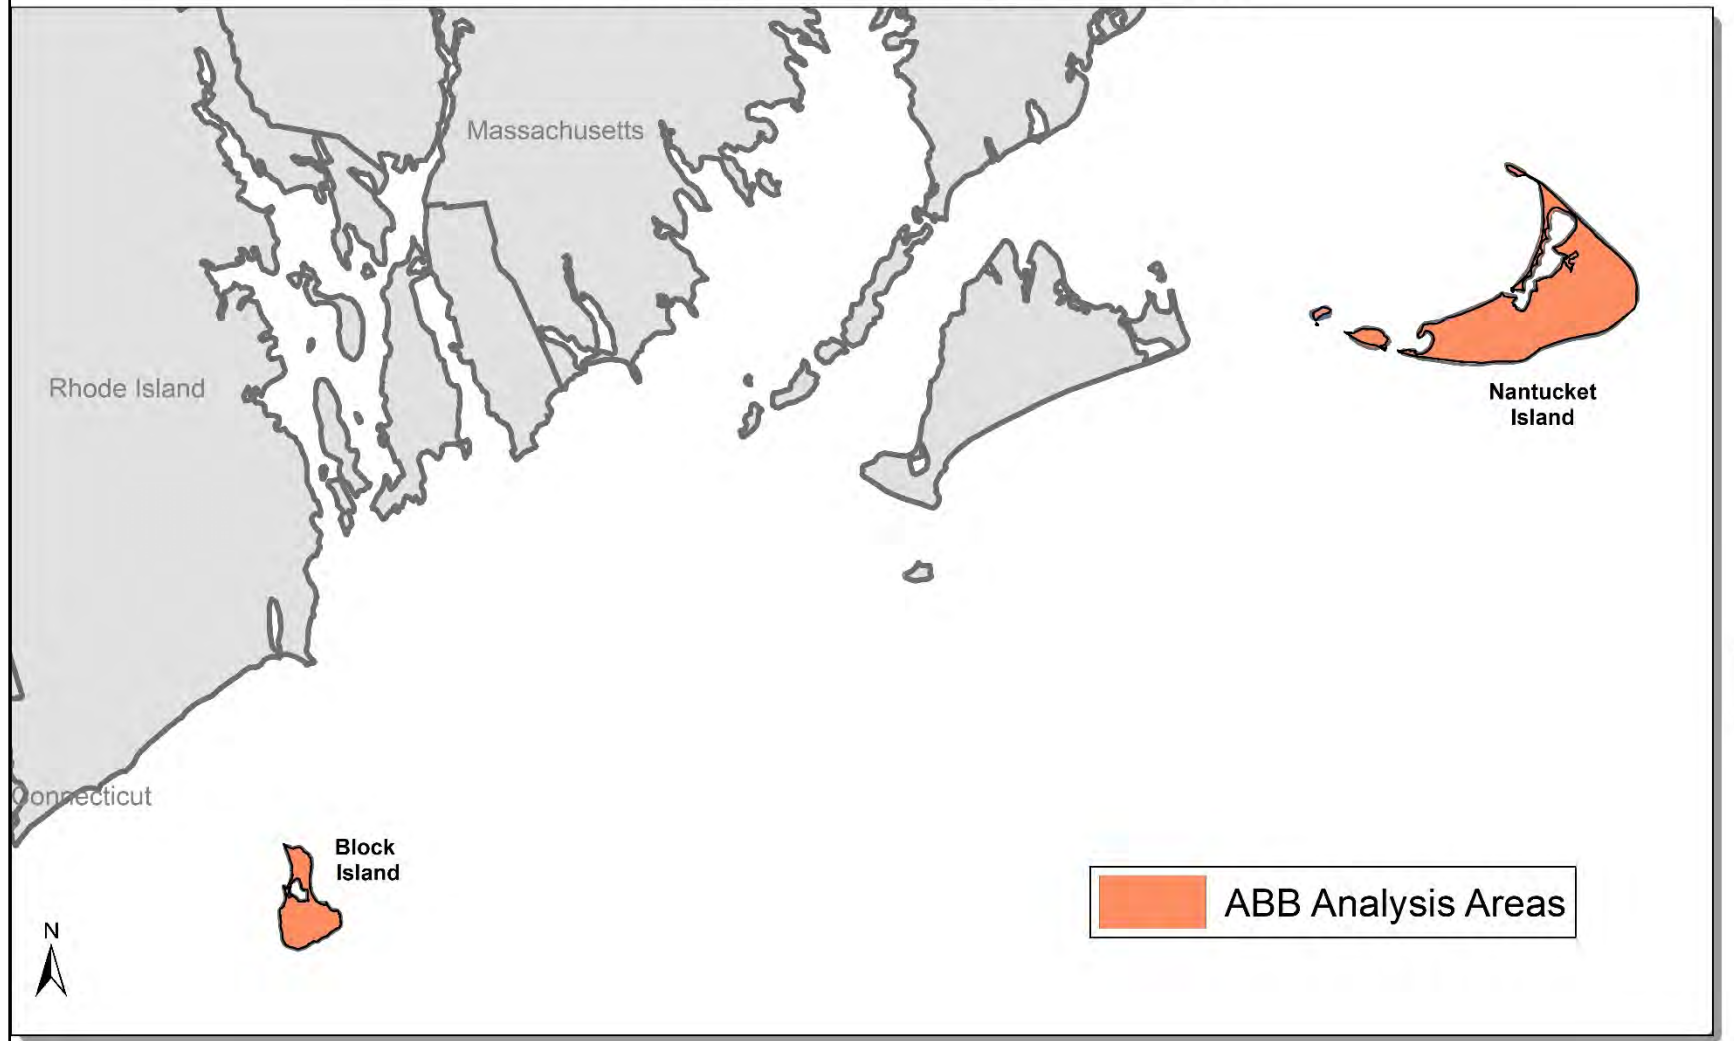 Massachusetts
Rhode Island
Nantucket
Island
Connecticut
Block
Island
N
ABB Analysis Areas